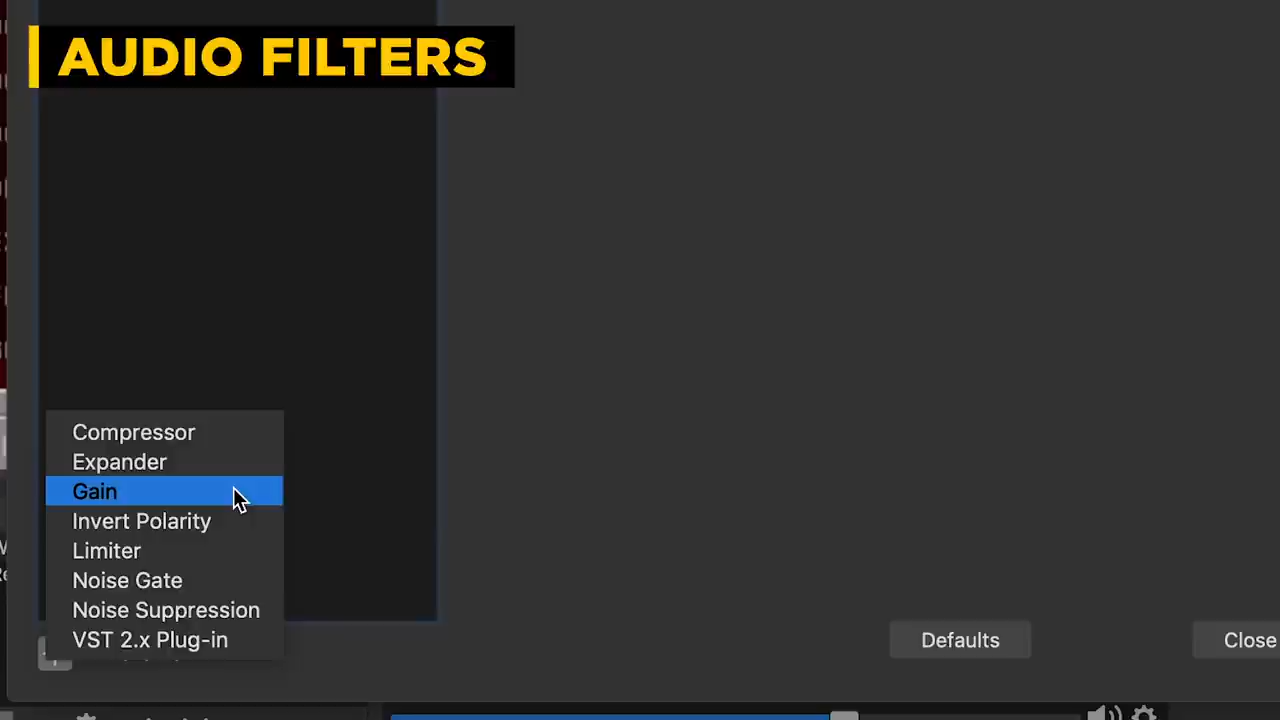 AUDIO FILTERS
Compressor
Expander
Gain
Invert Polarity
Limiter
Noise Gate
Noise Suppression
VST 2.x Plug-in
Defaults
Close